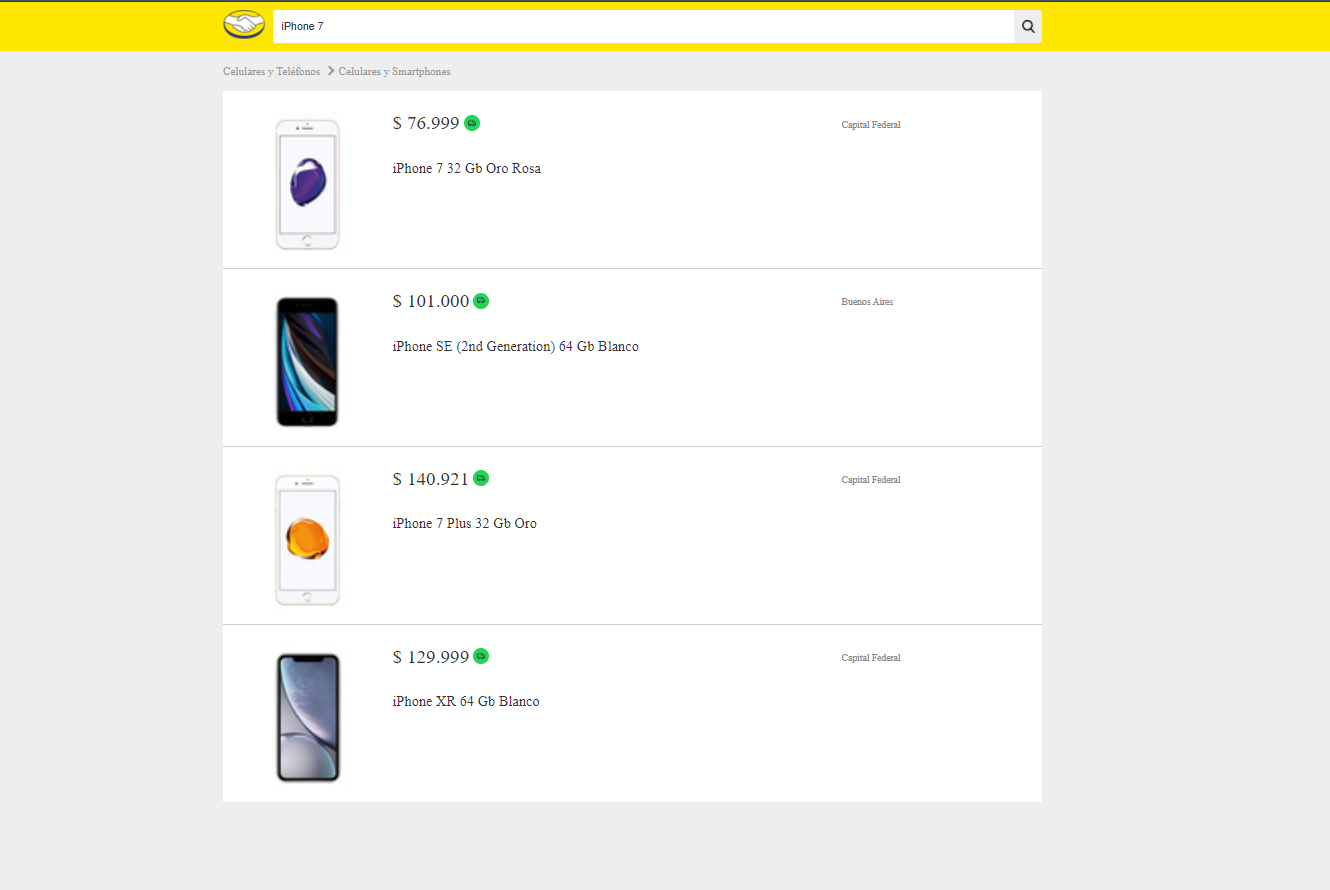 iPhone 7
Celulares y Teléfonos > Celulares y Smartphones
$ 76.999
Capital Federal
iPhone 7 32 Gb Oro Rosa
$ 101.000
Buenos Aires
iPhone SE (2nd Generation) 64 Gb Blanco
$ 140.921
Capital Federal
iPhone 7 Plus 32 Gb Oro
$ 129.999
Capital Federal
iPhone XR 64 Gb Blanco